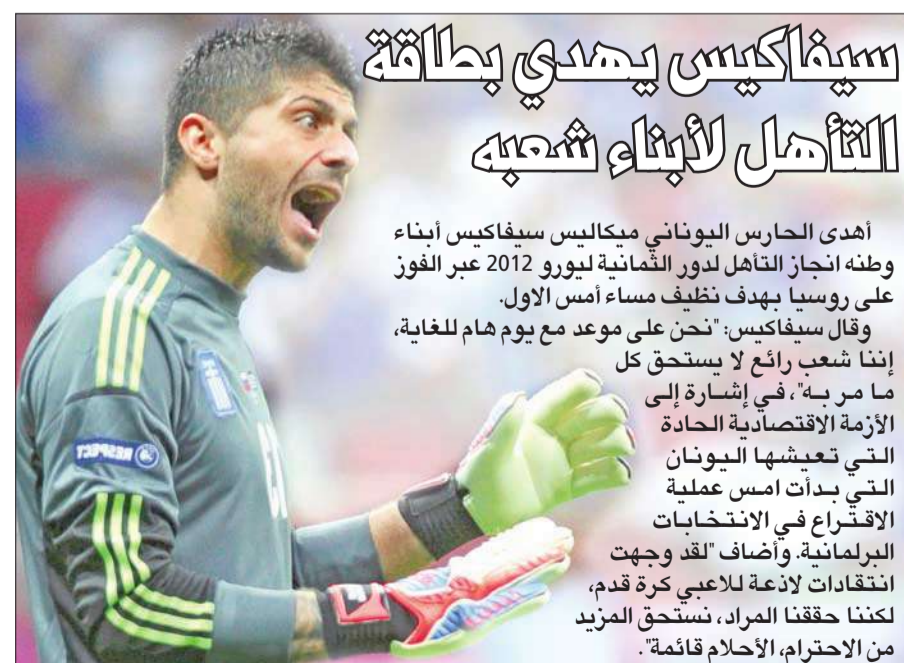 سيفاكيس يهدي بطاقة
التأهل لأبناء شعبه
أهدى الحارس اليوناني ميكاليس سيفاكيس أبناء
وطنه انجاز التأهل لدور الثمانية ليورو 2012 عبر الفوز
على روسيا بهدف نظيف مساء أمس الاول.
وقال سيفاكيس: "نحن على موعد مع يوم هام للغاية،
إننا شعب رائع لا يستحق كل
ما مر به"، في إشارة إلى
الأزمة الاقتصادية الحادة
التي تعيشها اليونان
التي بدأت امس عملية
الاقتراع في الانتخابات
البرلمانية. وأضاف "لقد وجهت
انتقادات لاذعة للاعبي كرة قدم،
لكننا حققنا المراد، نستحق المزيد
من الاحترام، الأحلام قائمة".
RESPECT